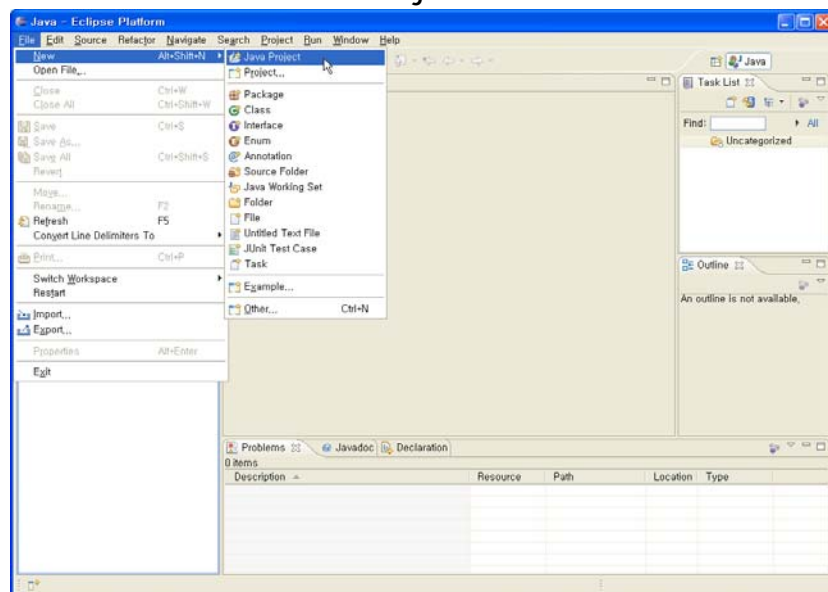 Java - Eclipse Platform
File Edit Source Refactor Navigate Search Project Run Window Help
New Alt+Shift+N
Open File...
Close Ctrl+W
Close All Ctrl+Shift+W
Save Ctrl+S
Save As...
Save All Ctrl+Shift+S
Revert
Move...
Rename... F2
Refresh F5
Convert Line Delimiters To
Print... Ctrl+P
Switch Workspace
Restart
Import...
Export...
Properties Alt+Enter
Exit
Java Project
Project...
Package
Class
Interface
Enum
Annotation
Source Folder
Java Working Set
Folder
File
Untitled Text File
JUnit Test Case
Task
Example...
Other... Ctrl+N
Java
Task List
Find: All
Uncategorized
Outline
An outline is not available.
Problems Javadoc Declaration
0 items
Description Resource Path Location Type